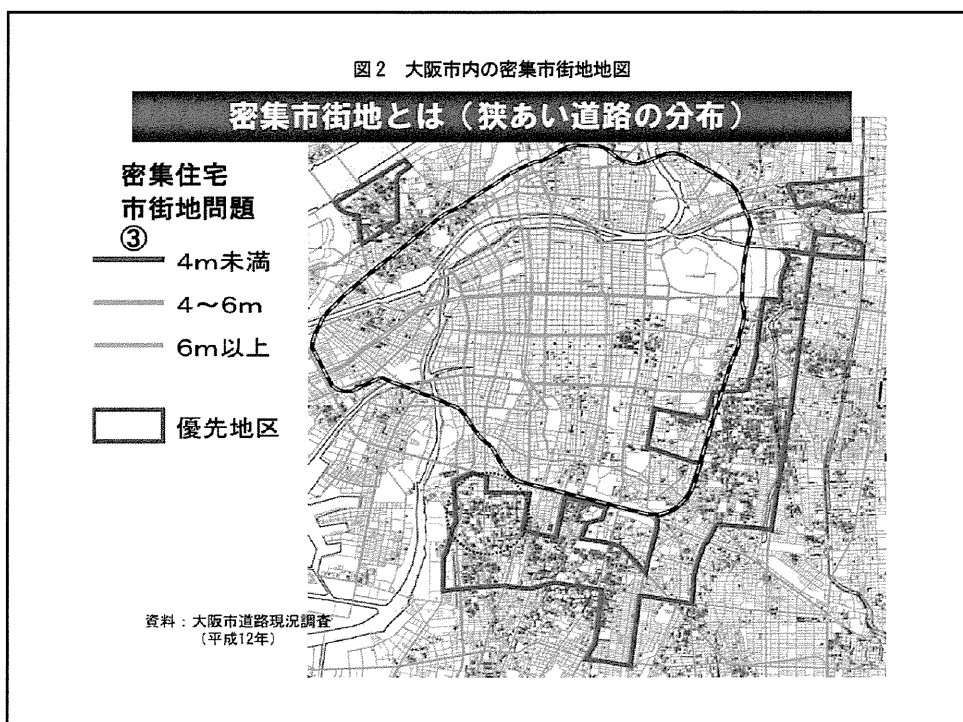 図2 大阪市内の密集市街地地図
密集市街地とは（狭あい道路の分布）
密集住宅
市街地問題
③
4m未満
4～6m
6m以上
優先地区
資料：大阪市道路現況調査
（平成12年）